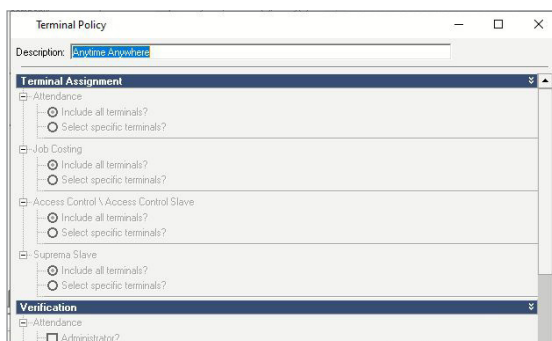 Terminal Policy
Description: Anytime Anywhere
Terminal Assignment
Attendance
Include all terminals?
Select specific terminals?
Job Costing
Include all terminals?
Select specific terminals?
Access Control \ Access Control Slave
Include all terminals?
Select specific terminals?
Suprema Slave
Include all terminals?
Select specific terminals?
Verification
Attendance
Administrator?